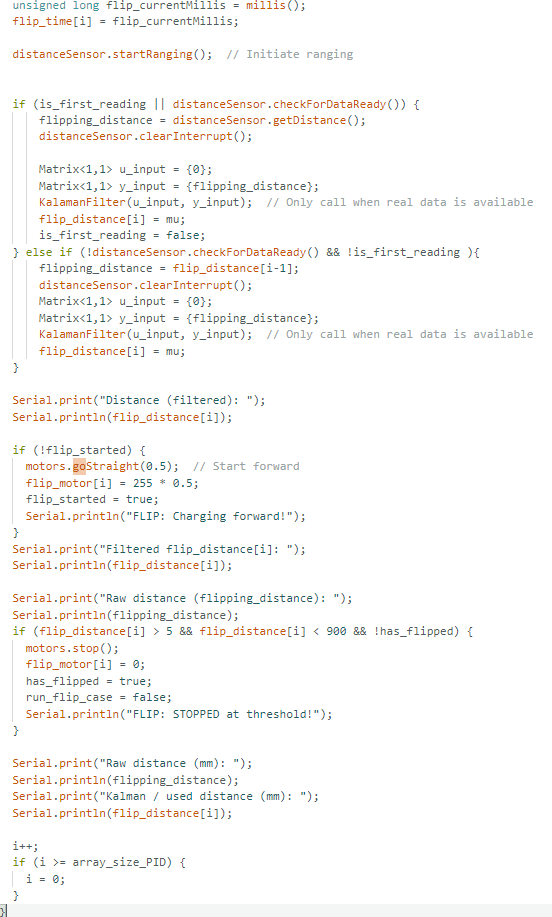 unsigned long flip_currentMillis = millis();
flip_time[i] = flip_currentMillis;
distanceSensor.startRanging();  // Initiate ranging
if (is_first_reading || distanceSensor.checkForDataReady()) {
flipping_distance = distanceSensor.getDistance();
distanceSensor.clearInterrupt();
Matrix<1,1> u_input = {0};
Matrix<1,1> y_input = {flipping_distance};
KalamanFilter(u_input, y_input);  // Only call when real data is available
flip_distance[i] = mu;
is_first_reading = false;
} else if (!distanceSensor.checkForDataReady() && !is_first_reading ){
flipping_distance = flip_distance[i-1];
distanceSensor.clearInterrupt();
Matrix<1,1> u_input = {0};
Matrix<1,1> y_input = {flipping_distance};
KalamanFilter(u_input, y_input);  // Only call when real data is available
flip_distance[i] = mu;
}
Serial.print("Distance (filtered): ");
Serial.println(flip_distance[i]);
if (!flip_started) {
motors.goStraight(0.5);  // Start forward
flip_motor[i] = 255 * 0.5;
flip_started = true;
Serial.println("FLIP: Charging forward!");
}
Serial.print("Filtered flip_distance[i]: ");
Serial.println(flip_distance[i]);
Serial.print("Raw distance (flipping_distance): ");
Serial.println(flipping_distance);
if (flip_distance[i] > 5 && flip_distance[i] < 900 && !has_flipped) {
motors.stop();
flip_motor[i] = 0;
has_flipped = true;
run_flip_case = false;
Serial.println("FLIP: STOPPED at threshold!");
}
Serial.print("Raw distance (mm): ");
Serial.println(flipping_distance);
Serial.print("Kalman / used distance (mm): ");
Serial.println(flip_distance[i]);
i++;
if (i >= array_size_PID) {
i = 0;
}
}